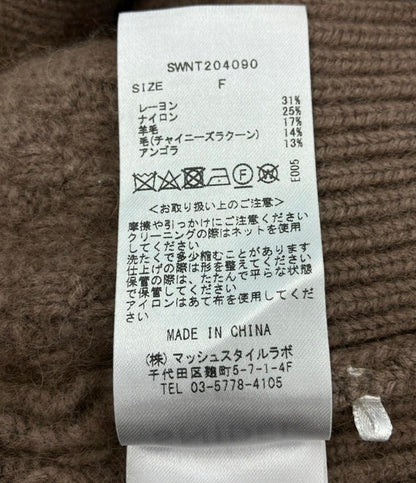 SWNT204090
SIZE F
レーヨン 31%
ナイロン 25%
羊毛 17%
毛(チャイニーズラクーン) 14%
アンゴラ 13%
E005
<お取り扱い上のご注意>
摩擦や引っかけにご注意ください
クリーニングの際はネットを使用
してください
洗たくで多少縮むことがあります
仕上げの際は形を整えてください
保管の際は、たたんで平らな状態
で保管してください
アイロンはあて布を使用してくだ
さい
MADE IN CHINA
(株)マッシュスタイルラボ
千代田区麹町5-7-1-4F
TEL 03-5778-4105